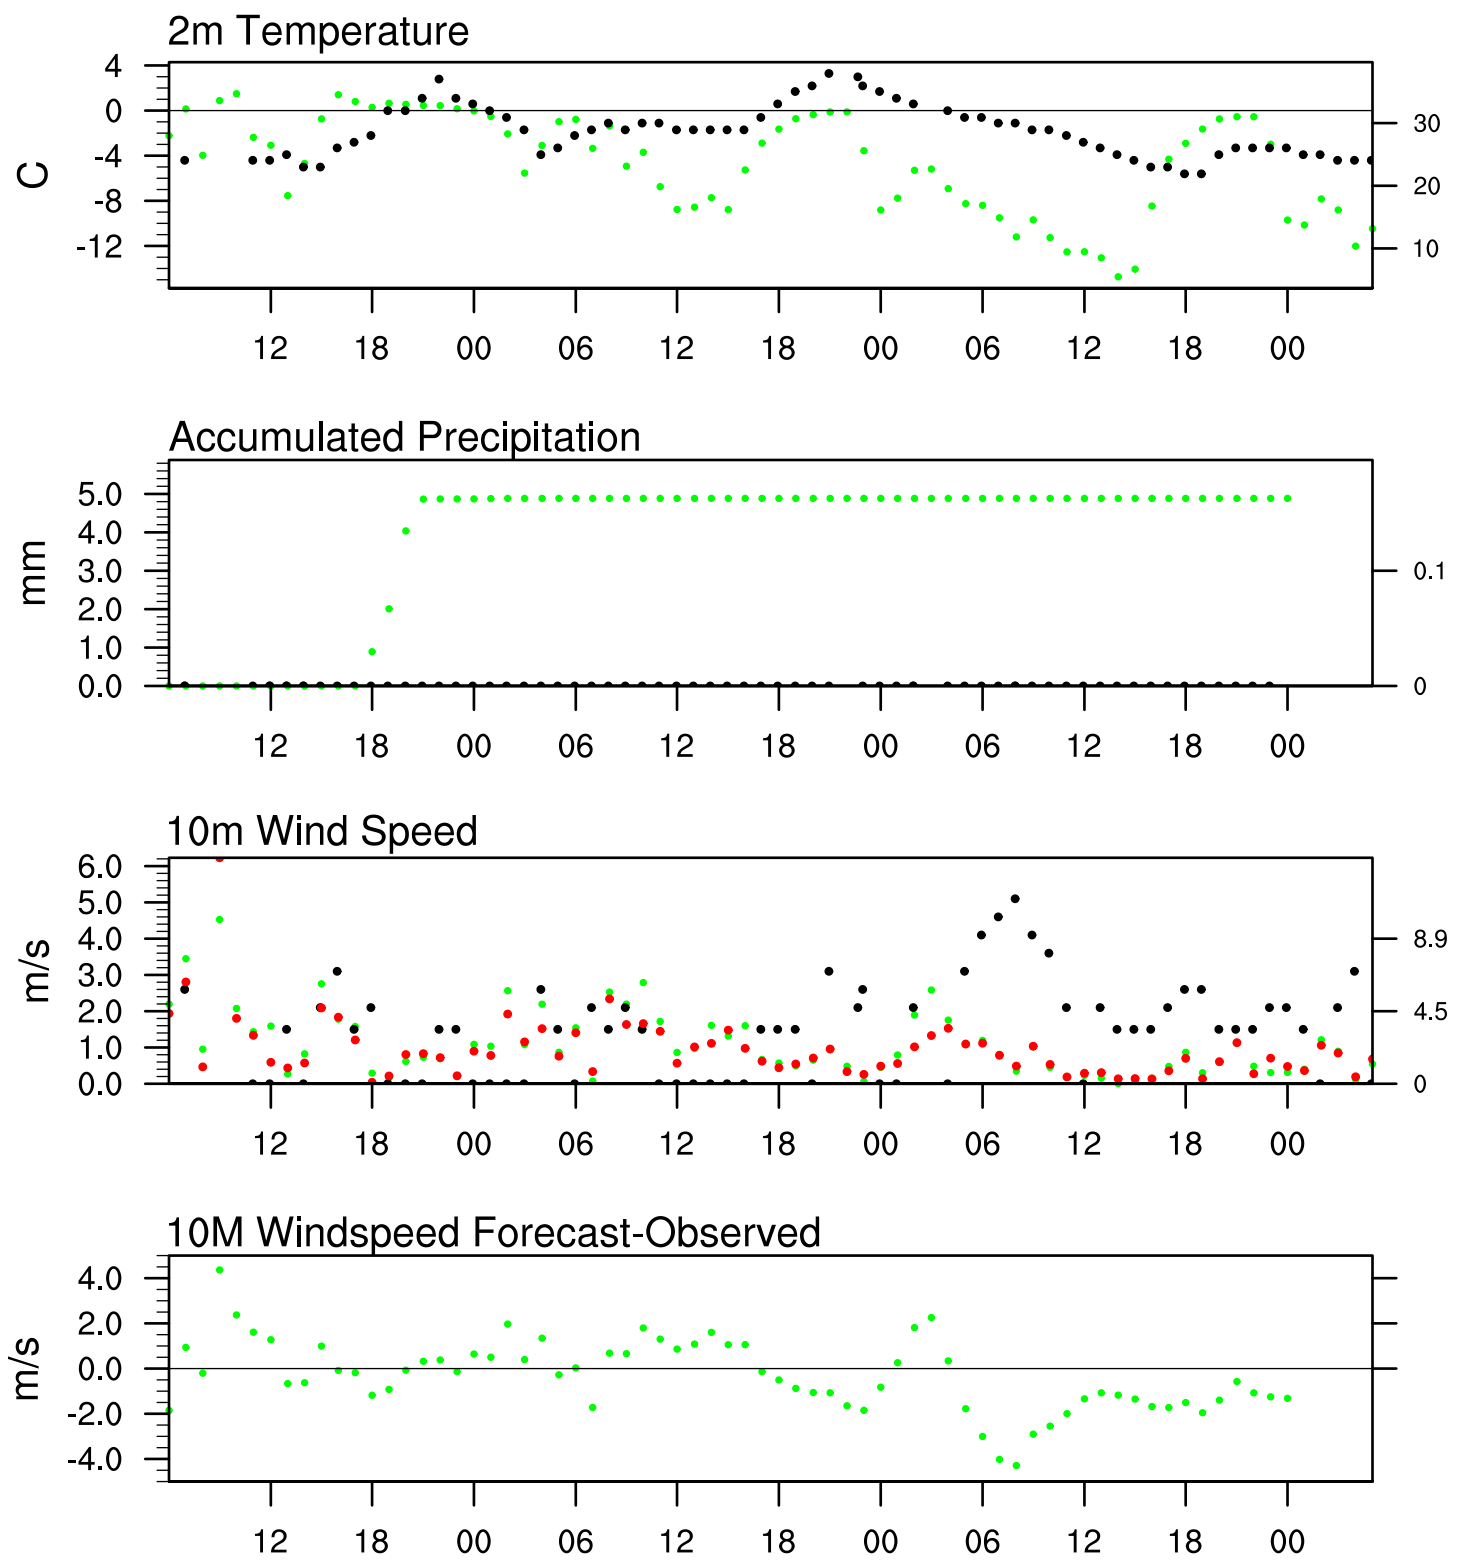 2m Temperature
4
0
-4
-8
-12
C
30
20
10
12 18 00 06 12 18 00 06 12 18 00
Accumulated Precipitation
5.0
4.0
3.0
2.0
1.0
0.0
mm
0.1
0
12 18 00 06 12 18 00 06 12 18 00
10m Wind Speed
6.0
5.0
4.0
3.0
2.0
1.0
0.0
m/s
8.9
4.5
0
12 18 00 06 12 18 00 06 12 18 00
10M Windspeed Forecast-Observed
4.0
2.0
0.0
-2.0
-4.0
m/s
12 18 00 06 12 18 00 06 12 18 00